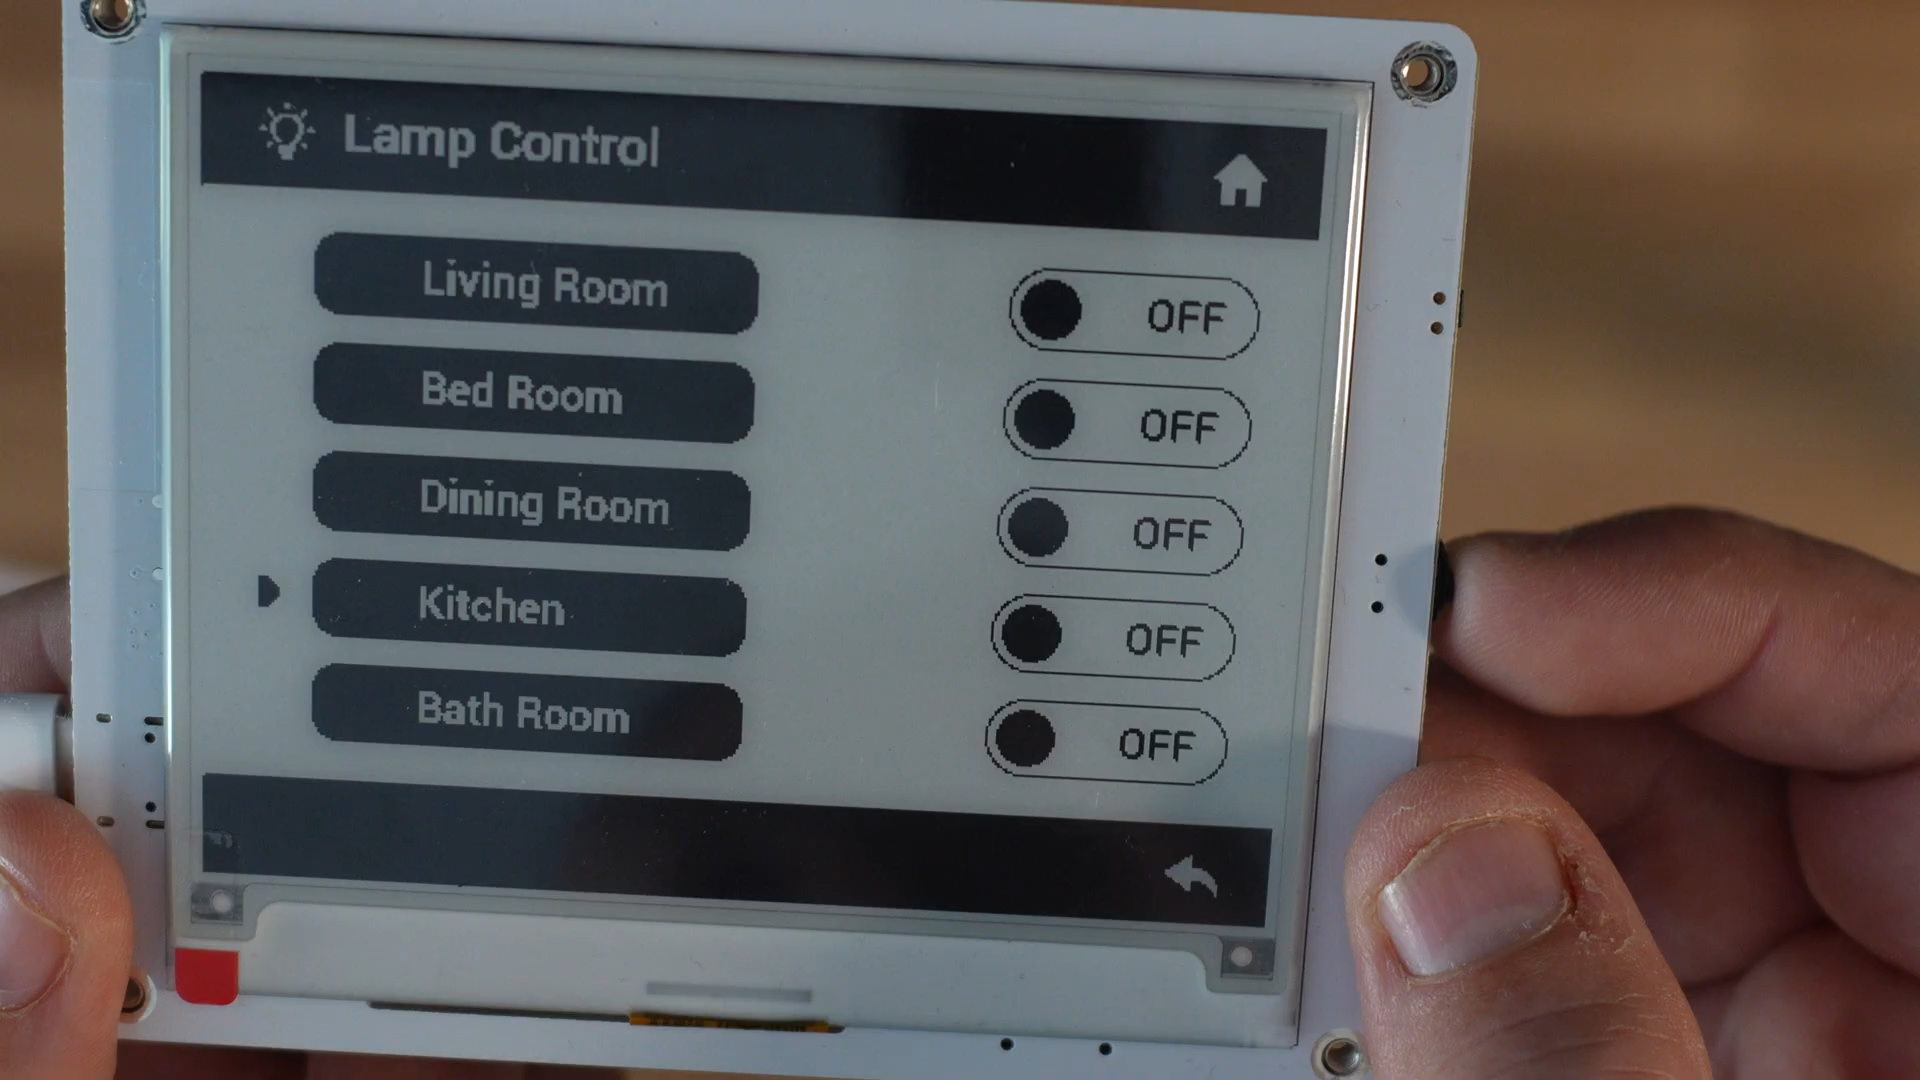 Lamp Control
Living Room OFF
Bed Room OFF
Dining Room OFF
Kitchen OFF
Bath Room OFF